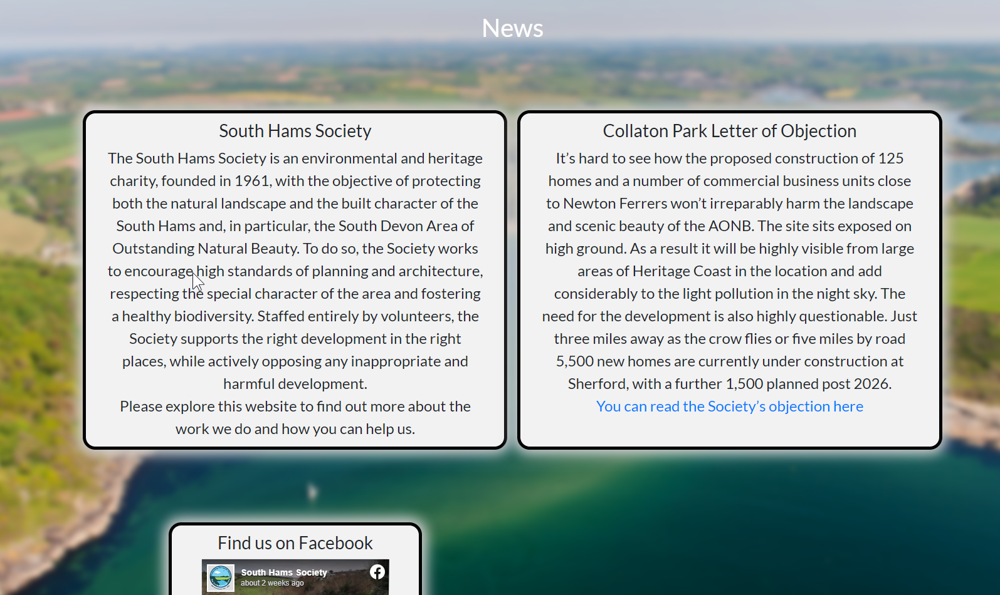 News
South Hams Society
The South Hams Society is an environmental and heritage
charity, founded in 1961, with the objective of protecting
both the natural landscape and the built character of the
South Hams and, in particular, the South Devon Area of
Outstanding Natural Beauty. To do so, the Society works
to encourage high standards of planning and architecture,
respecting the special character of the area and fostering
a healthy biodiversity. Staffed entirely by volunteers, the
Society supports the right development in the right
places, while actively opposing any inappropriate and
harmful development.
Please explore this website to find out more about the
work we do and how you can help us.
Collaton Park Letter of Objection
It’s hard to see how the proposed construction of 125
homes and a number of commercial business units close
to Newton Ferrers won’t irreparably harm the landscape
and scenic beauty of the AONB. The site sits exposed on
high ground. As a result it will be highly visible from large
areas of Heritage Coast in the location and add
considerably to the light pollution in the night sky. The
need for the development is also highly questionable. Just
three miles away as the crow flies or five miles by road
5,500 new homes are currently under construction at
Sherford, with a further 1,500 planned post 2026.
You can read the Society’s objection here
Find us on Facebook
South Hams Society
about 2 weeks ago